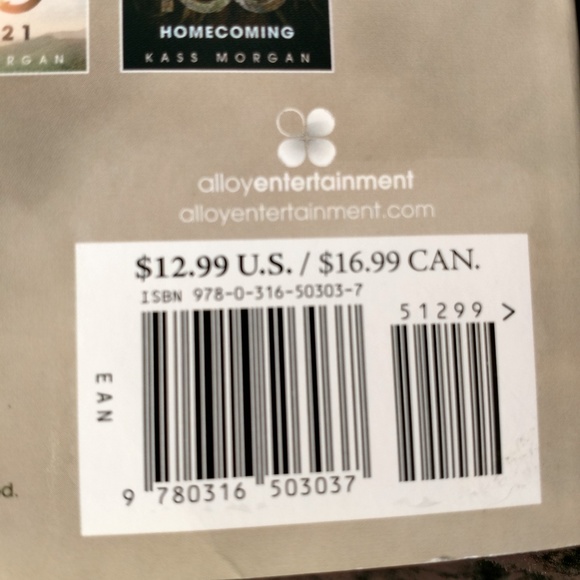 21
HOMECOMING
RGAN
KASS MORGAN
alloyentertainment
alloyentertainment.com
$12.99 U.S. / $16.99 CAN.
ISBN 978-0-316-50303-7
51299 >
EAN
9 780316 503037